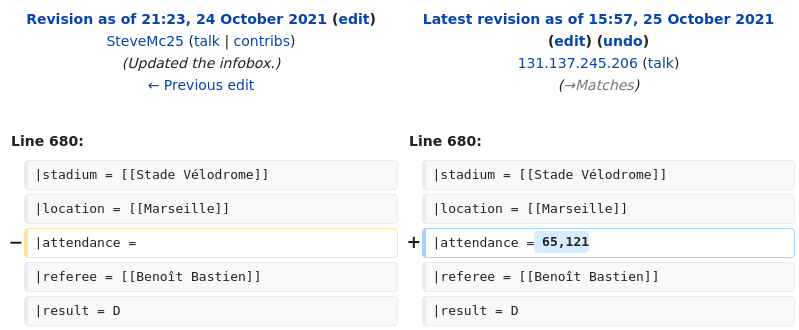 Revision as of 21:23, 24 October 2021 (edit)
SteveMc25 (talk | contribs)
(Updated the infobox.)
← Previous edit
Latest revision as of 15:57, 25 October 2021
(edit) (undo)
131.137.245.206 (talk)
(→Matches)
Line 680:
Line 680:
|stadium = [[Stade Vélodrome]]
|stadium = [[Stade Vélodrome]]
|location = [[Marseille]]
|location = [[Marseille]]
− |attendance =
+ |attendance = 65,121
|referee = [[Benoît Bastien]]
|referee = [[Benoît Bastien]]
|result = D
|result = D